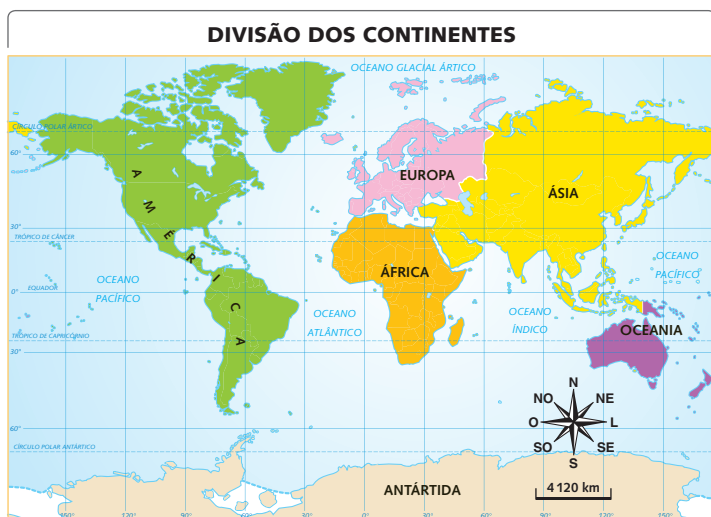 DIVISÃO DOS CONTINENTES
OCEANO GLACIAL ÁRTICO
CÍRCULO POLAR ÁRTICO
60°
EUROPA
ÁSIA
AMÉRICA
30°
TRÓPICO DE CÂNCER
ÁFRICA
OCEANO
PACÍFICO
OCEANO
PACÍFICO
EQUADOR
0°
OCEANO
ATLÂNTICO
OCEANO
ÍNDICO
OCEANIA
TRÓPICO DE CAPRICÓRNIO
30°
N
NO
NE
O
L
SO
SE
S
60°
CÍRCULO POLAR ANTÁRTICO
ANTÁRTIDA
4 120 km
150°
120°
90°
60°
30°
0°
30°
60°
90°
120°
150°